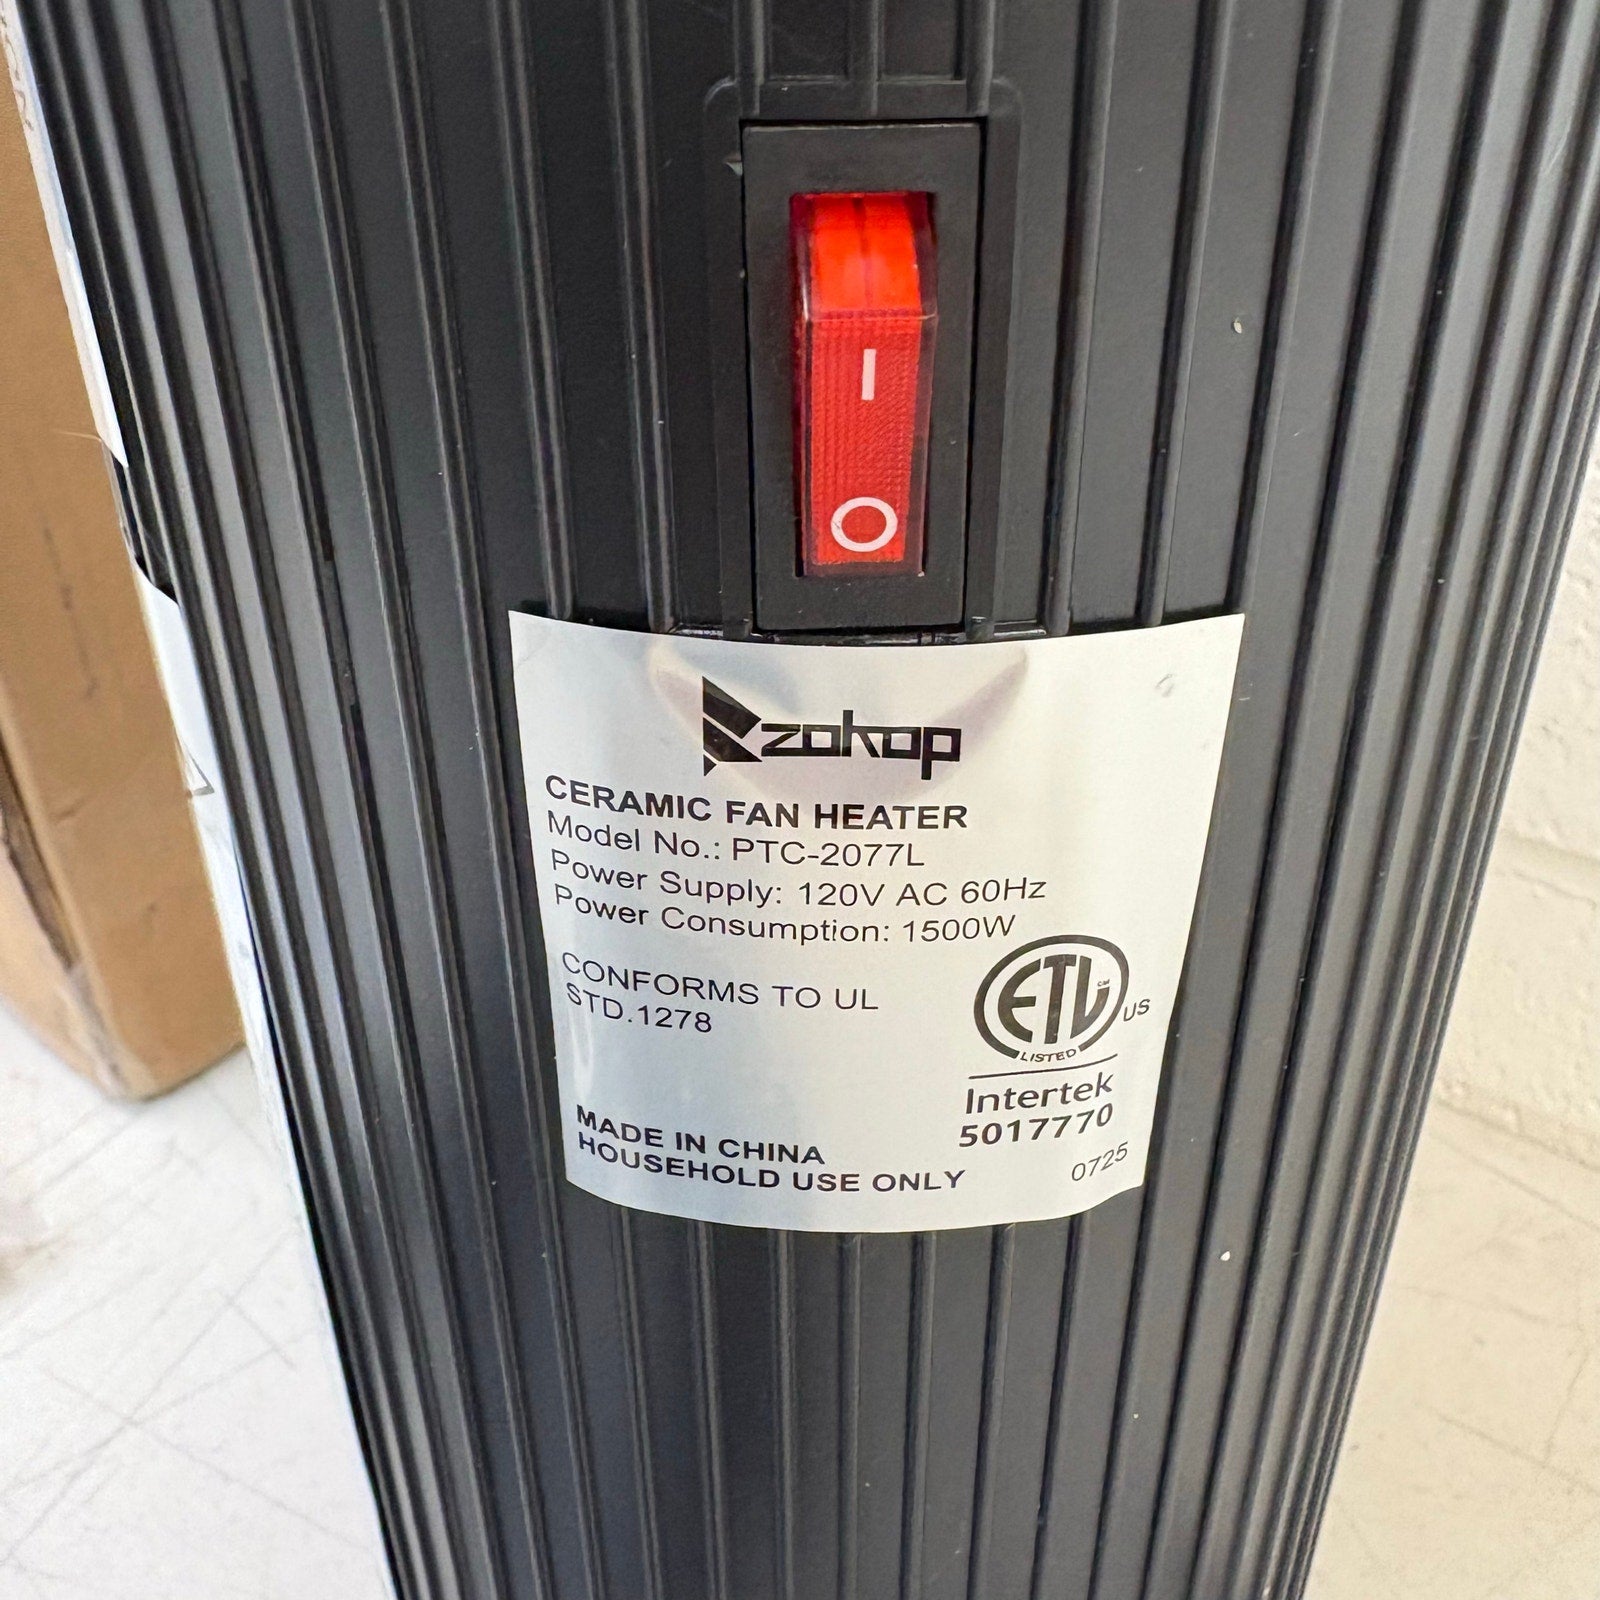 I
O
zokop
CERAMIC FAN HEATER
Model No.: PTC-2077L
Power Supply: 120V AC 60Hz
Power Consumption: 1500W
CONFORMS TO UL
STD.1278
ETL CM US
LISTED
Intertek
5017770
MADE IN CHINA
HOUSEHOLD USE ONLY
0725